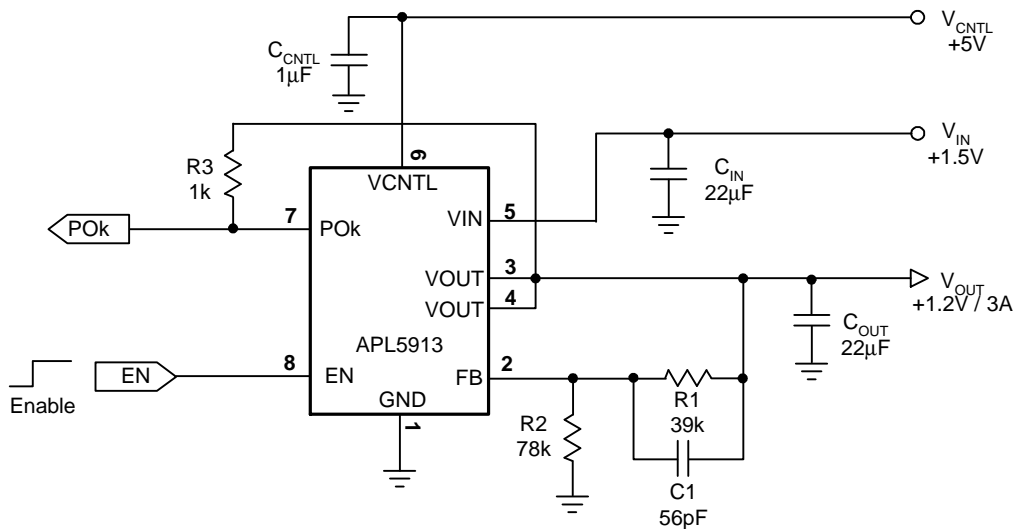 V_CNTL
+5V
C_CNTL
1µF
V_IN
+1.5V
C_IN
22µF
R3
1k
6
VCNTL
POk
7
POk
VIN
5
VOUT
3
VOUT
4
V_OUT
+1.2V / 3A
C_OUT
22µF
APL5913
Enable
EN
8
EN
FB
2
GND
1
R2
78k
R1
39k
C1
56pF